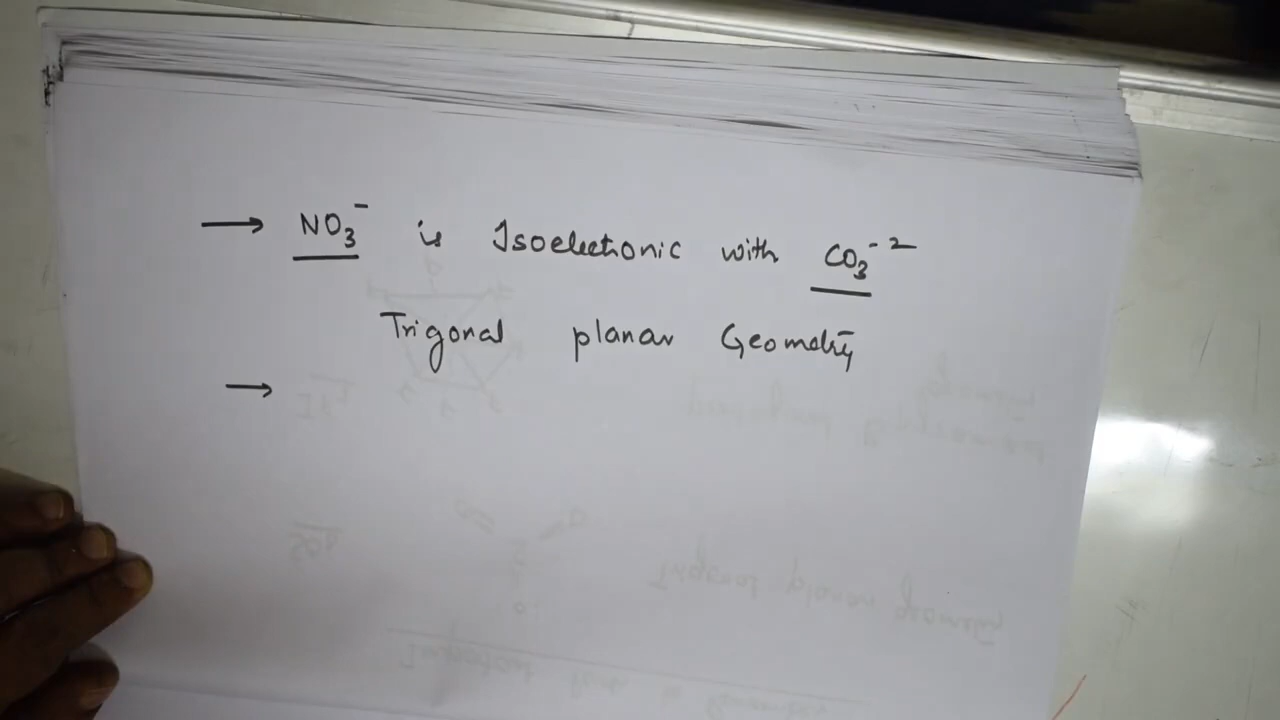 → NO₃⁻ is Isoelectronic with CO₃⁻²
Trigonal planar Geometry
→